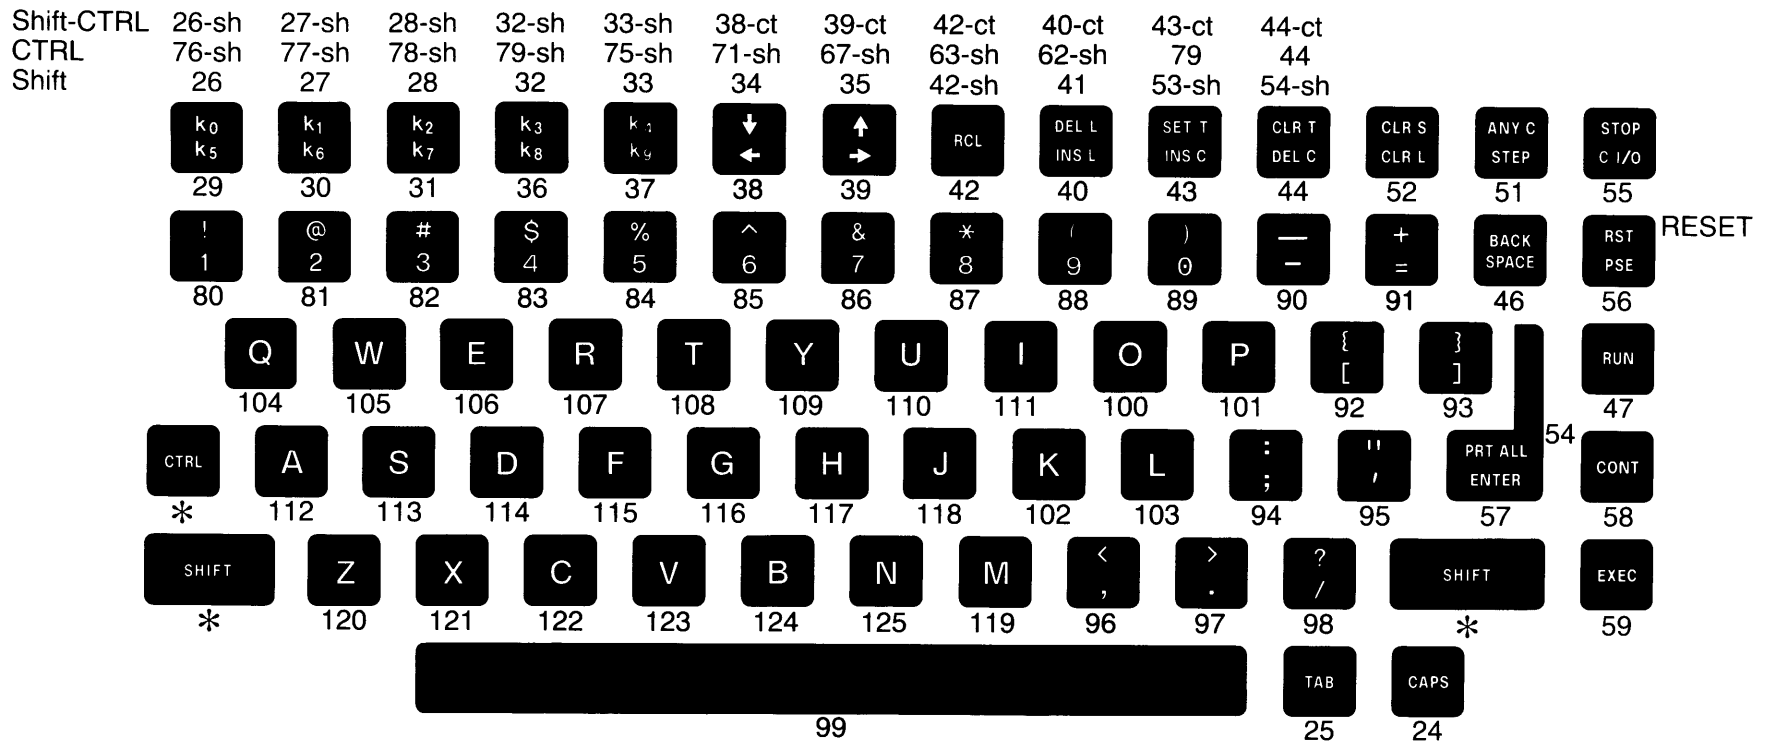 Shift-CTRL 26-sh 27-sh 28-sh 32-sh 33-sh 38-ct 39-ct 42-ct 40-ct 43-ct 44-ct
CTRL 76-sh 77-sh 78-sh 79-sh 75-sh 71-sh 67-sh 63-sh 62-sh 79 44
Shift 26 27 28 32 33 34 35 42-sh 41 53-sh 54-sh
k0 k1 k2 k3 k4 ↓ ↑ RCL DEL L SET T CLR T CLR S ANY C STOP
k5 k6 k7 k8 k9 ← → INS L INS C DEL C CLR L STEP C I/O
29 30 31 36 37 38 39 42 40 43 44 52 51 55
! @ # $ % ^ & * ( ) — + BACK RST RESET
1 2 3 4 5 6 7 8 9 0 - = SPACE PSE
80 81 82 83 84 85 86 87 88 89 90 91 46 56
Q W E R T Y U I O P { } RUN
[ ]
104 105 106 107 108 109 110 111 100 101 92 93 47
54
CTRL A S D F G H J K L : " PRT ALL CONT
; ' ENTER
* 112 113 114 115 116 117 118 102 103 94 95 57 58
SHIFT Z X C V B N M < > ? SHIFT EXEC
, . /
* 120 121 122 123 124 125 119 96 97 98 * 59
TAB CAPS
99 25 24